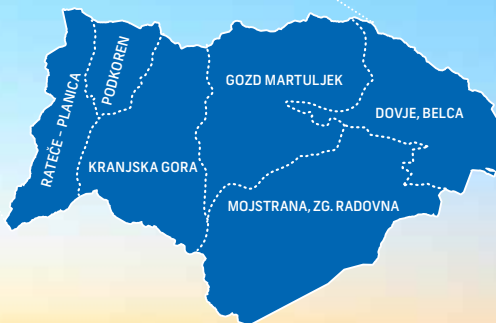 RATEČE – PLANICA
PODKOREN
KRANJSKA GORA
GOZD MARTULJEK
DOVJE, BELCA
MOJSTRANA, ZG. RADOVNA